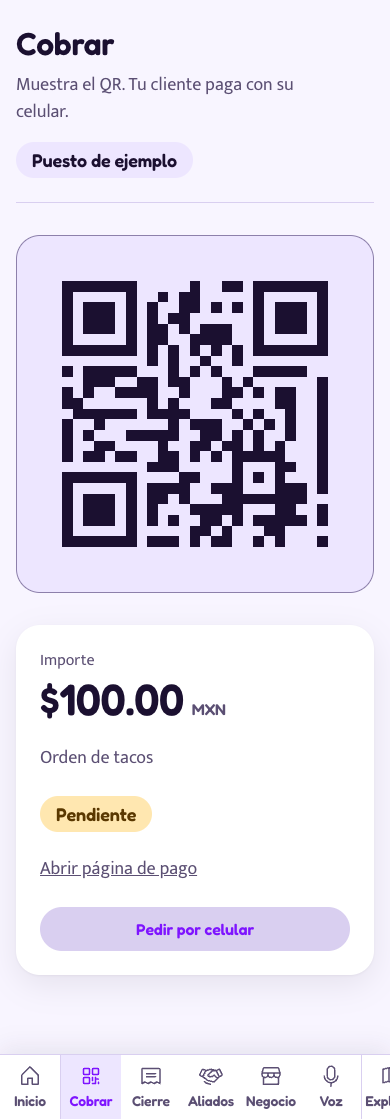 Cobrar
Muestra el QR. Tu cliente paga con su
celular.
Puesto de ejemplo
Importe
$100.00 MXN
Orden de tacos
Pendiente
Abrir página de pago
Pedir por celular
Inicio
Cobrar
Cierre
Aliados
Negocio
Voz